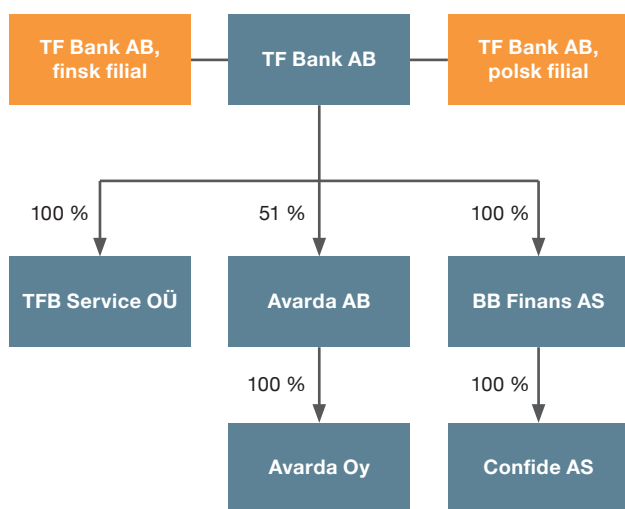 TF Bank AB,
finsk filial
TF Bank AB
TF Bank AB,
polsk filial
100 %
51 %
100 %
TFB Service OÜ
Avarda AB
BB Finans AS
100 %
100 %
Avarda Oy
Confide AS